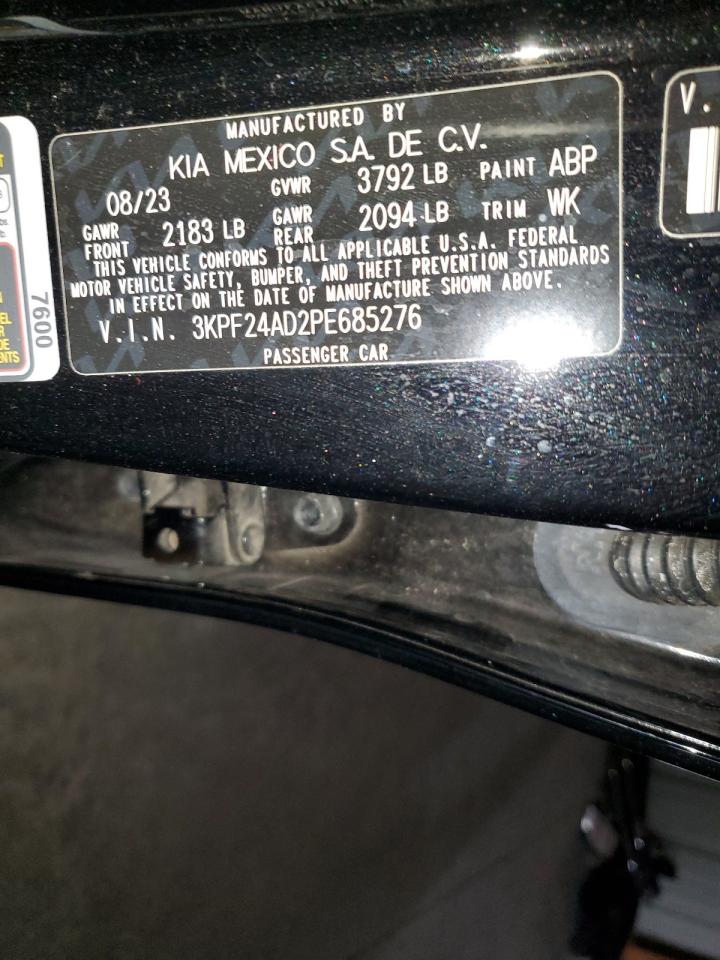 MANUFACTURED BY
KIA MEXICO S.A. DE C.V.
08/23 GVWR 3792 LB PAINT ABP
GAWR FRONT 2183 LB GAWR REAR 2094 LB TRIM WK
THIS VEHICLE CONFORMS TO ALL APPLICABLE U.S.A. FEDERAL
MOTOR VEHICLE SAFETY, BUMPER, AND THEFT PREVENTION STANDARDS
IN EFFECT ON THE DATE OF MANUFACTURE SHOWN ABOVE.
V.I.N. 3KPF24AD2PE685276
PASSENGER CAR
7600
V.